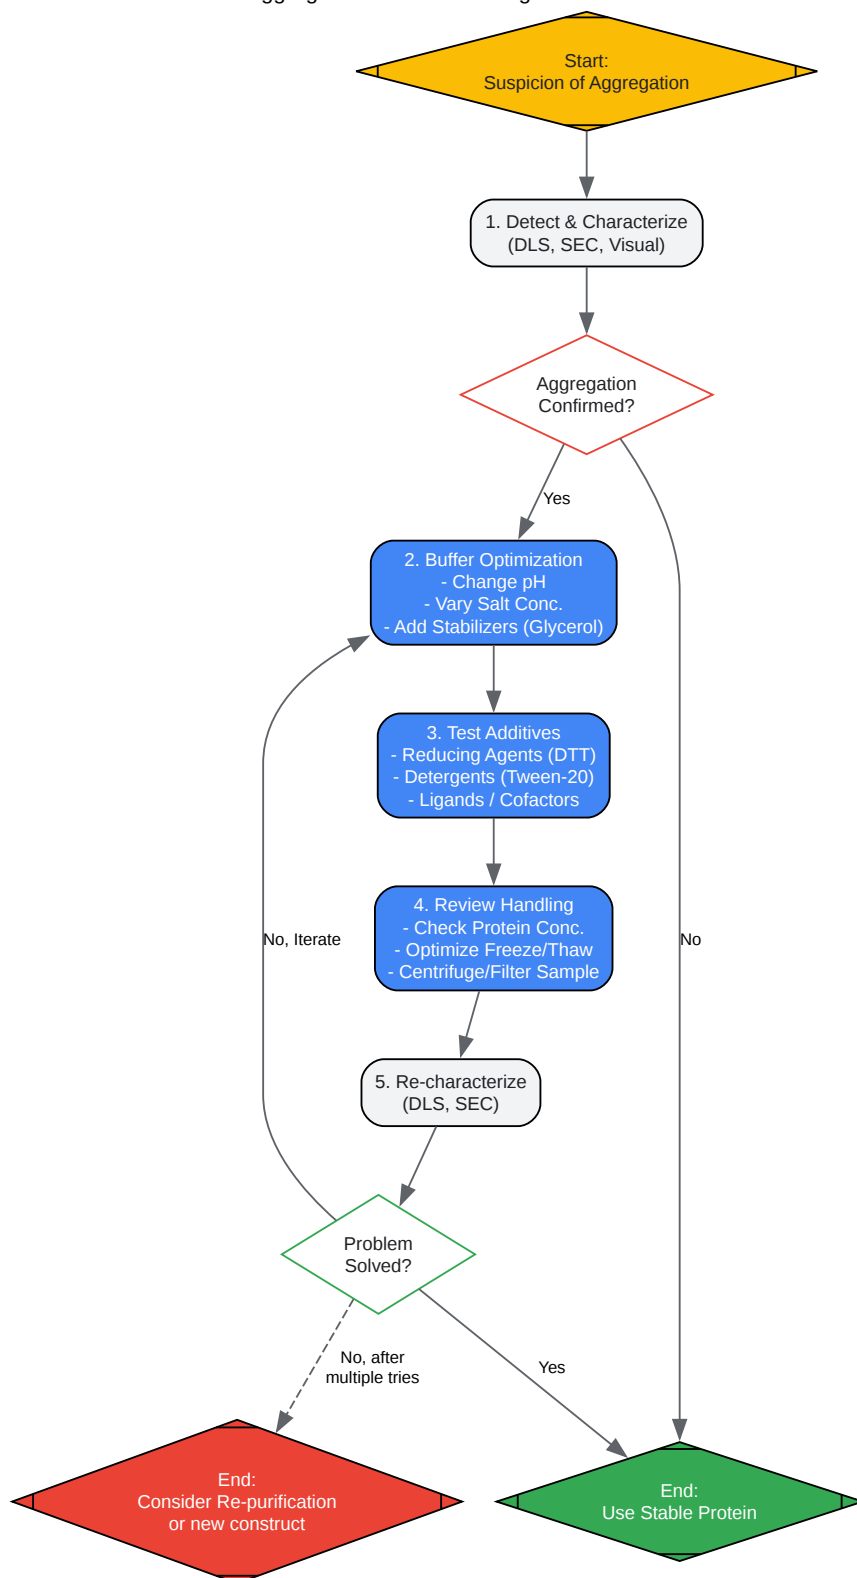 Start:
Suspicion of Aggregation
1. Detect & Characterize
(DLS, SEC, Visual)
Aggregation
Confirmed?
Yes
2. Buffer Optimization
- Change pH
- Vary Salt Conc.
- Add Stabilizers (Glycerol)
3. Test Additives
- Reducing Agents (DTT)
- Detergents (Tween-20)
- Ligands / Cofactors
4. Review Handling
- Check Protein Conc.
- Optimize Freeze/Thaw
- Centrifuge/Filter Sample
No, Iterate
No
5. Re-characterize
(DLS, SEC)
Problem
Solved?
No, after
multiple tries
Yes
End:
Consider Re-purification
or new construct
End:
Use Stable Protein